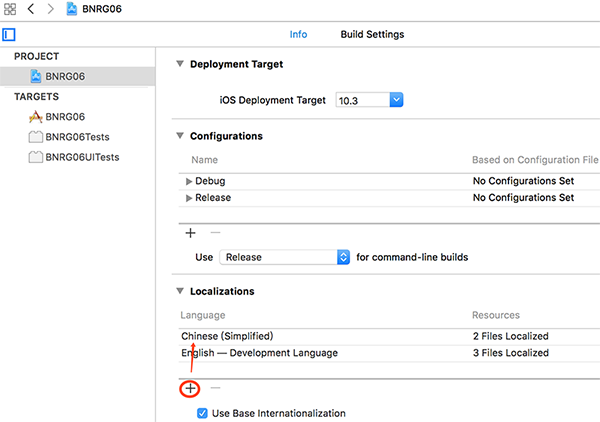 BNRG06
Info Build Settings
PROJECT
BNRG06
TARGETS
BNRG06
BNRG06Tests
BNRG06UITests
Deployment Target
iOS Deployment Target 10.3
Configurations
Name Based on Configuration File
Debug No Configurations Set
Release No Configurations Set
+ −
Use Release for command-line builds
Localizations
Language Resources
Chinese (Simplified) 2 Files Localized
English — Development Language 3 Files Localized
+ −
Use Base Internationalization